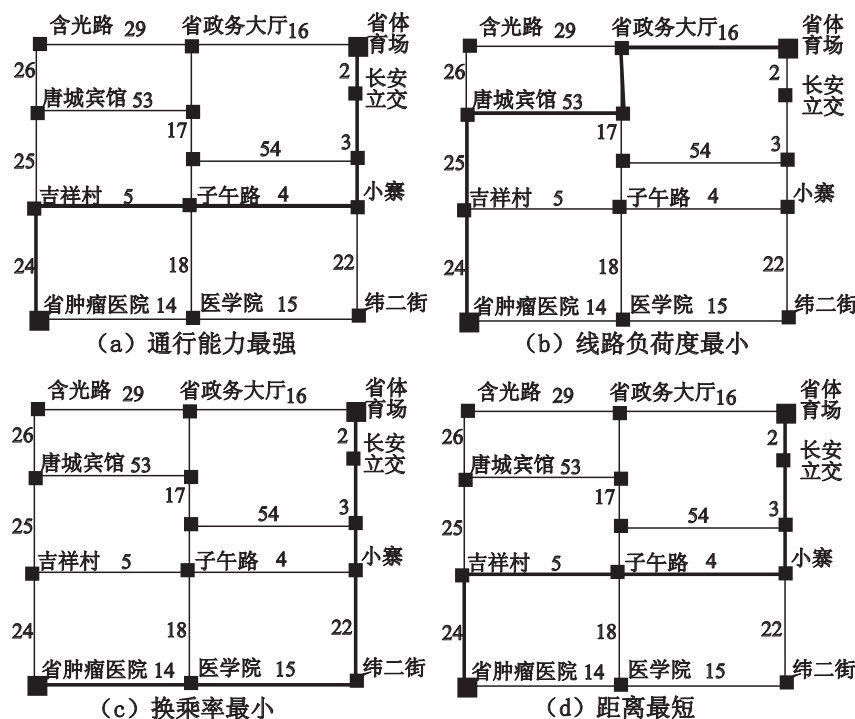 含光路 29 省政务大厅 16 省体育场
26 2 长安立交
唐城宾馆 53
17
54 3
25
吉祥村 5 子午路 4 小寨
24 18 22
省肿瘤医院 14 医学院 15 纬二街
（a）通行能力最强
含光路 29 省政务大厅 16 省体育场
26 2 长安立交
唐城宾馆 53
17
54 3
25
吉祥村 5 子午路 4 小寨
24 18 22
省肿瘤医院 14 医学院 15 纬二街
（b）线路负荷度最小
含光路 29 省政务大厅 16 省体育场
26 2 长安立交
唐城宾馆 53
17
54 3
25
吉祥村 5 子午路 4 小寨
24 18 22
省肿瘤医院 14 医学院 15 纬二街
（c）换乘率最小
含光路 29 省政务大厅 16 省体育场
26 2 长安立交
唐城宾馆 53
17
54 3
25
吉祥村 5 子午路 4 小寨
24 18 22
省肿瘤医院 14 医学院 15 纬二街
（d）距离最短